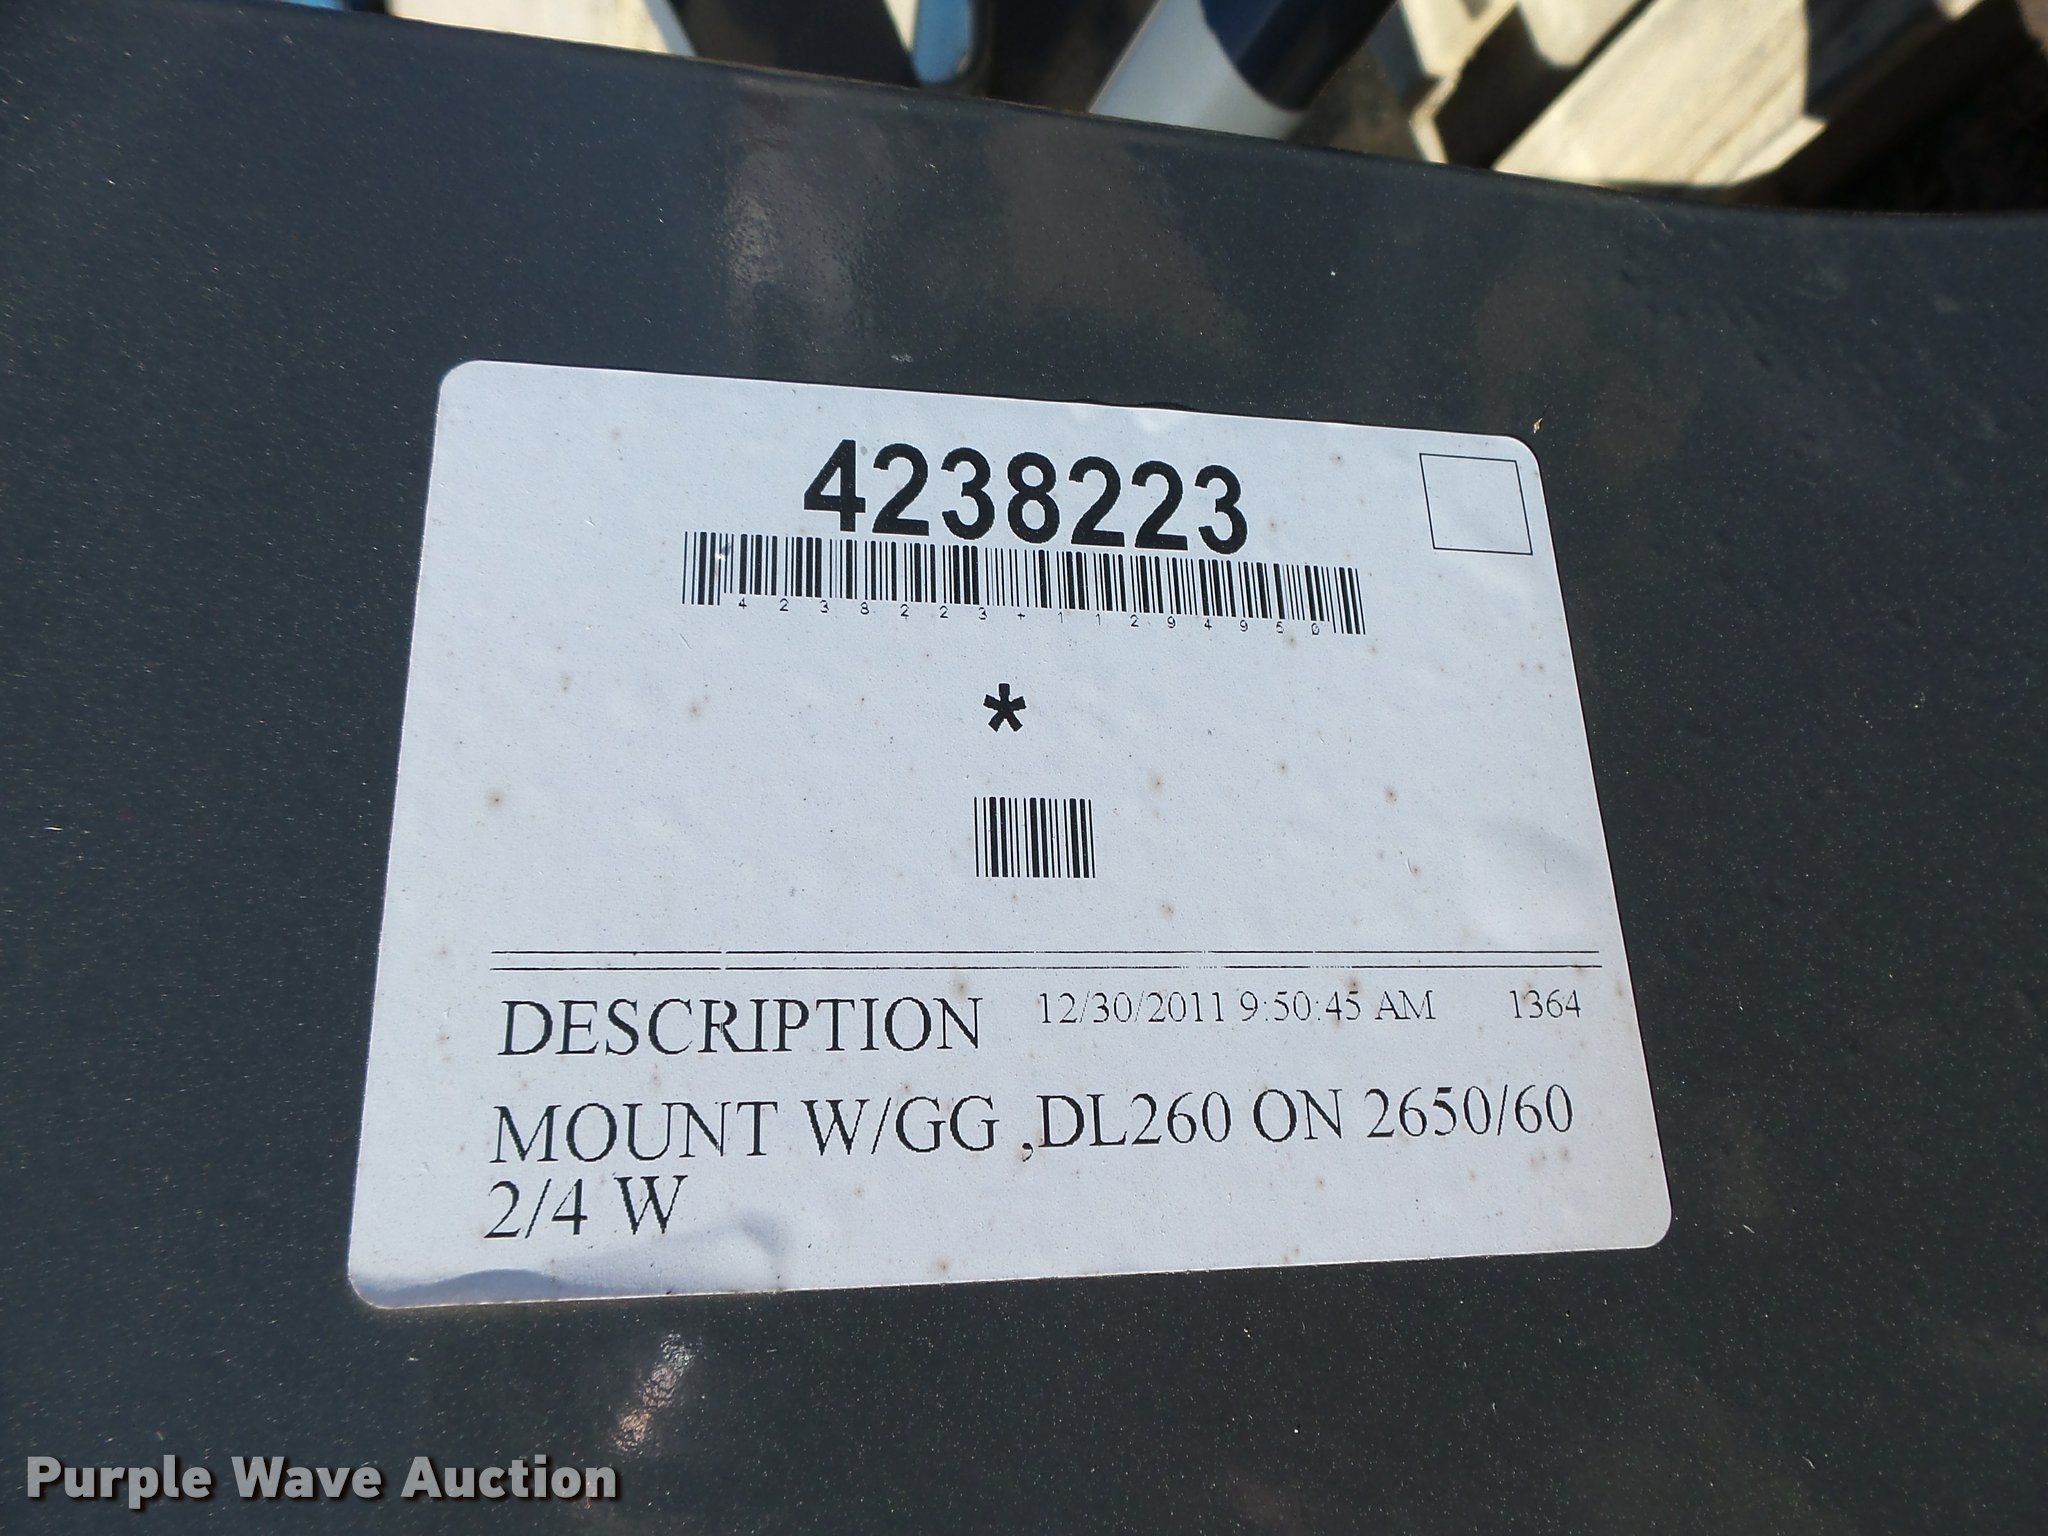 4238223
4238223+11294950
*
DESCRIPTION 12/30/2011 9:50:45 AM 1364
MOUNT W/GG ,DL260 ON 2650/60
2/4 W
Purple Wave Auction